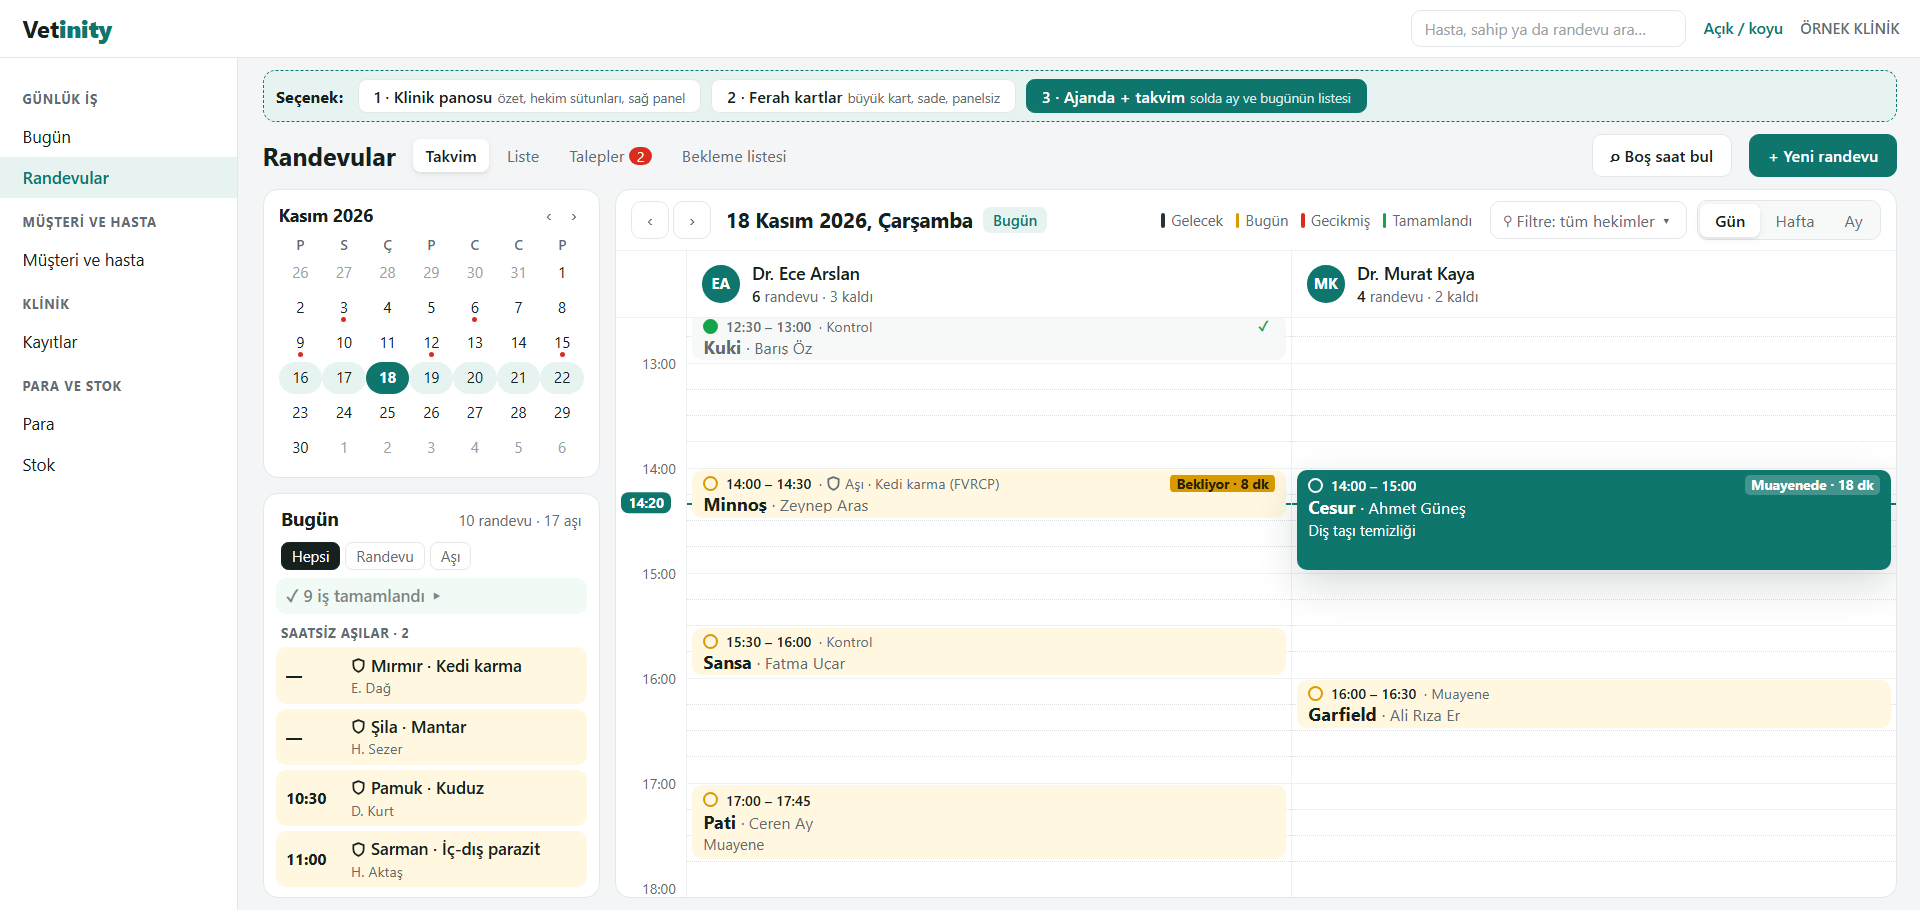 Vetinity
Hasta, sahip ya da randevu ara...
Açık / koyu
ÖRNEK KLİNİK
GÜNLÜK İŞ
Bugün
Randevular
MÜŞTERİ VE HASTA
Müşteri ve hasta
KLİNİK
Kayıtlar
PARA VE STOK
Para
Stok
Seçenek:
1 · Klinik panosu özet, hekim sütunları, sağ panel
2 · Ferah kartlar büyük kart, sade, panelsiz
3 · Ajanda + takvim solda ay ve bugünün listesi
Randevular
Takvim
Liste
Talepler 2
Bekleme listesi
Boş saat bul
+ Yeni randevu
Kasım 2026
‹ ›
P S Ç P C C P
26 27 28 29 30 31 1
2 3 4 5 6 7 8
9 10 11 12 13 14 15
16 17 18 19 20 21 22
23 24 25 26 27 28 29
30 1 2 3 4 5 6
Bugün
10 randevu · 17 aşı
Hepsi
Randevu
Aşı
✓ 9 iş tamamlandı ▸
SAATSİZ AŞILAR · 2
— Mırmır · Kedi karma
E. Dağ
— Şila · Mantar
H. Sezer
10:30 Pamuk · Kuduz
D. Kurt
11:00 Sarman · İç-dış parazit
H. Aktaş
‹ ›
18 Kasım 2026, Çarşamba
Bugün
Gelecek
Bugün
Gecikmiş
Tamamlandı
Filtre: tüm hekimler ▾
Gün
Hafta
Ay
EA
Dr. Ece Arslan
6 randevu · 3 kaldı
MK
Dr. Murat Kaya
4 randevu · 2 kaldı
12:30 – 13:00 · Kontrol ✓
Kuki · Barış Öz
13:00
14:00
14:00 – 14:30 · Aşı · Kedi karma (FVRCP)
Bekliyor · 8 dk
Minnoş · Zeynep Aras
14:00 – 15:00
Muayenede · 18 dk
Cesur · Ahmet Güneş
Diş taşı temizliği
14:20
15:00
15:30 – 16:00 · Kontrol
Sansa · Fatma Uçar
16:00
16:00 – 16:30 · Muayene
Garfield · Ali Rıza Er
17:00
17:00 – 17:45
Pati · Ceren Ay
Muayene
18:00